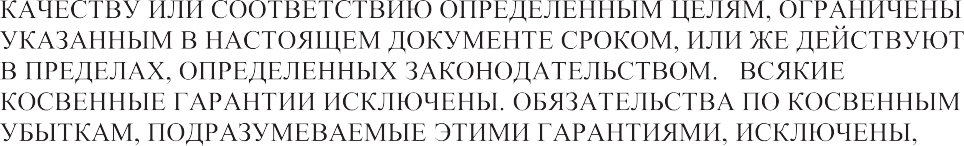 КАЧЕСТВУ ИЛИ СООТВЕТСТВИЮ ОПРЕДЕЛЕННЫМ ЦЕЛЯМ, ОГРАНИЧЕНЫ
УКАЗАННЫМ В НАСТОЯЩЕМ ДОКУМЕНТЕ СРОКОМ, ИЛИ ЖЕ ДЕЙСТВУЮТ
В ПРЕДЕЛАХ, ОПРЕДЕЛЕННЫХ ЗАКОНОДАТЕЛЬСТВОМ. ВСЯКИЕ
КОСВЕННЫЕ ГАРАНТИИ ИСКЛЮЧЕНЫ. ОБЯЗАТЕЛЬСТВА ПО КОСВЕННЫМ
УБЫТКАМ, ПОДРАЗУМЕВАЕМЫЕ ЭТИМИ ГАРАНТИЯМИ, ИСКЛЮЧЕНЫ,